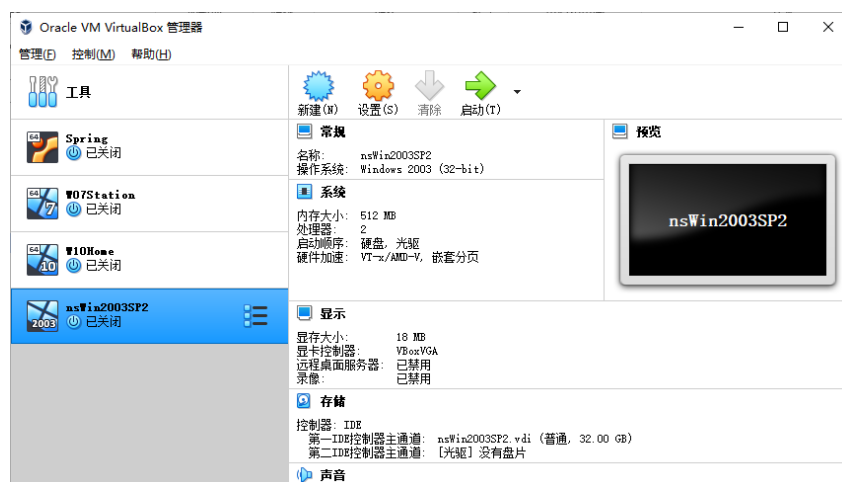 Oracle VM VirtualBox 管理器
管理(F) 控制(M) 帮助(H)
工具
新建(N) 设置(S) 清除 启动(T)
64 Spring
已关闭
64 7 W07Station
已关闭
64 10 W10Home
已关闭
2003 nsWin2003SP2
已关闭
常规
名称: nsWin2003SP2
操作系统: Windows 2003 (32-bit)
系统
内存大小: 512 MB
处理器: 2
启动顺序: 硬盘, 光驱
硬件加速: VT-x/AMD-V, 嵌套分页
预览
nsWin2003SP2
显示
显存大小: 18 MB
显卡控制器: VBoxVGA
远程桌面服务器: 已禁用
录像: 已禁用
存储
控制器: IDE
第一IDE控制器主通道: nsWin2003SP2.vdi (普通, 32.00 GB)
第二IDE控制器主通道: [光驱] 没有盘片
声音